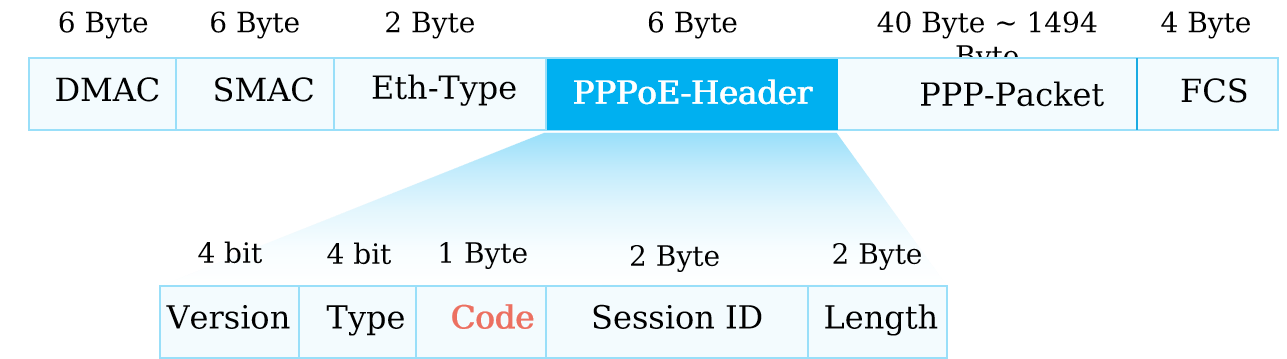 6 Byte 6 Byte 2 Byte 6 Byte 40 Byte ~ 1494 4 Byte
Byte
DMAC SMAC Eth-Type PPPoE-Header PPP-Packet FCS
4 bit 4 bit 1 Byte 2 Byte 2 Byte
Version Type Code Session ID Length